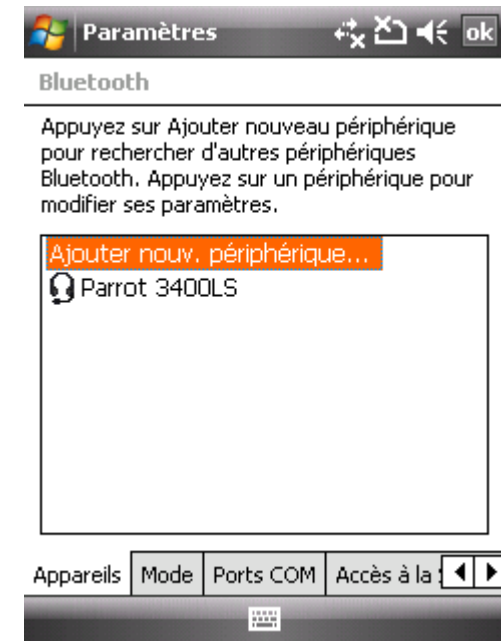 Paramètres
ok
Bluetooth
Appuyez sur Ajouter nouveau périphérique
pour rechercher d'autres périphériques
Bluetooth. Appuyez sur un périphérique pour
modifier ses paramètres.
Ajouter nouv. périphérique...
Parrot 3400LS
Appareils Mode Ports COM Accès à la